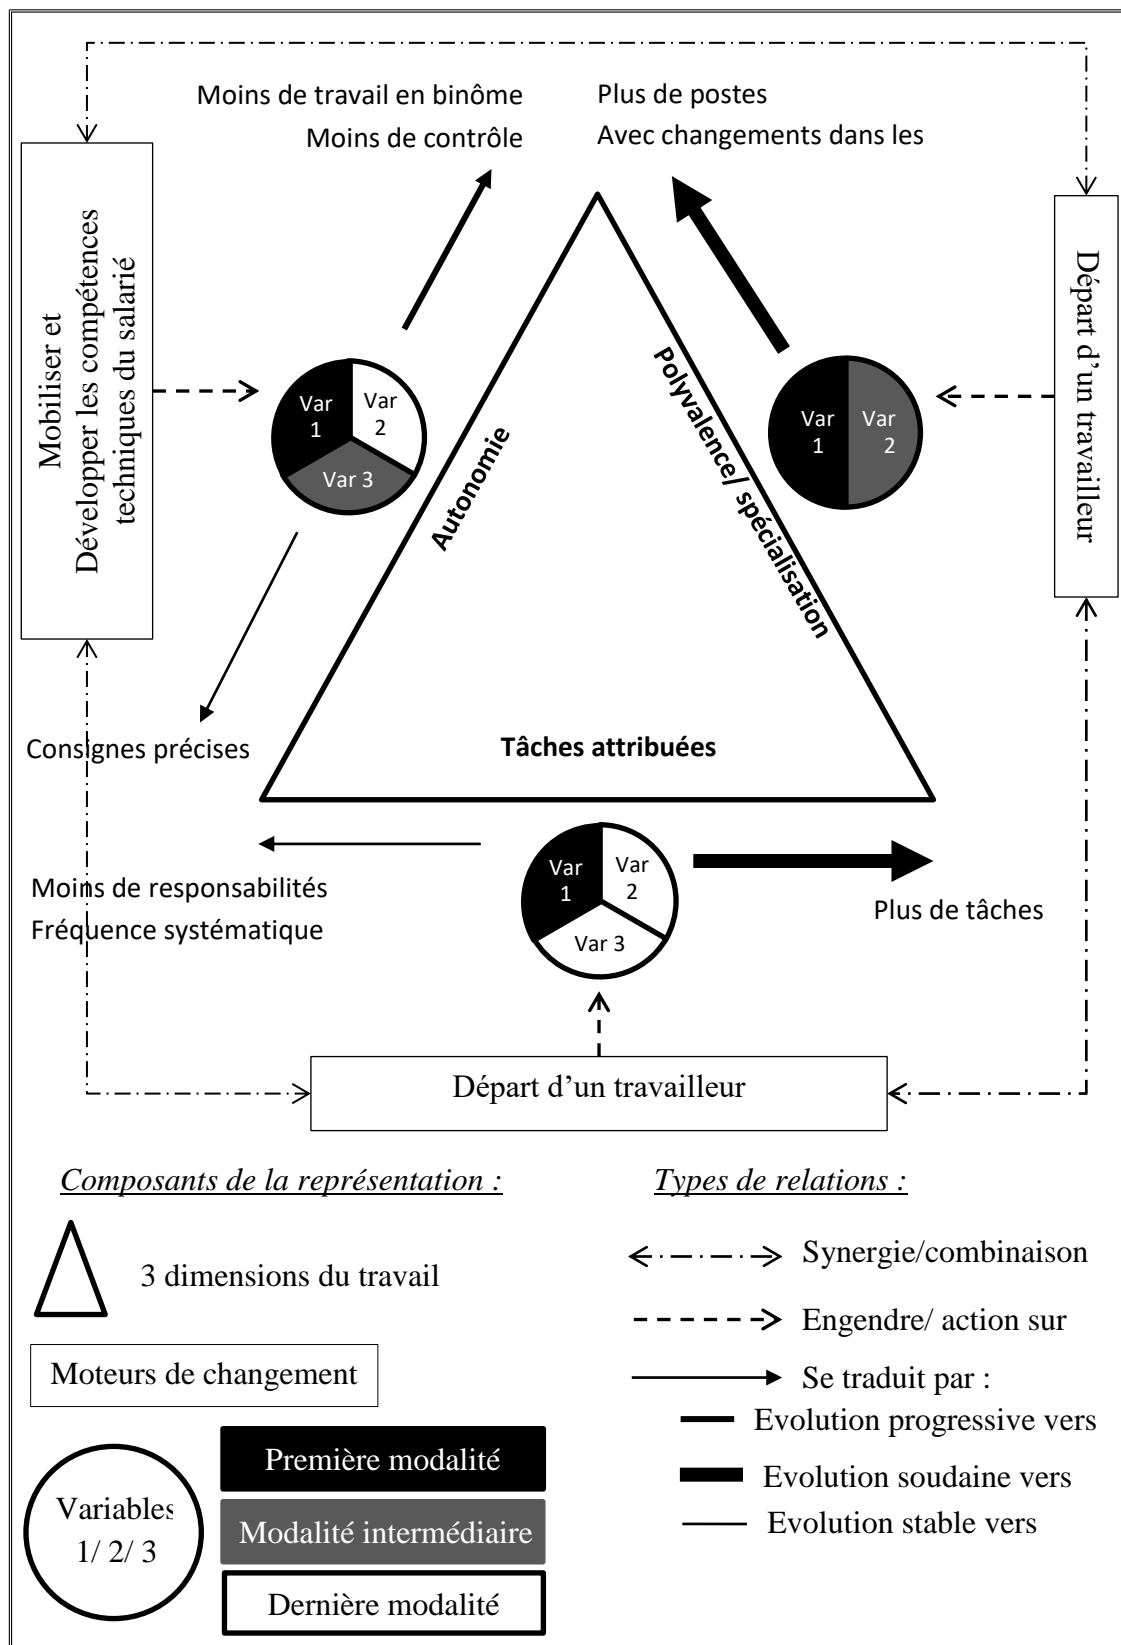 Moins de travail en binôme
Moins de contrôle
Plus de postes
Avec changements dans les
Mobiliser et
Développer les compétences
techniques du salarié
Départ d’un travailleur
Var
1
Var
2
Var 3
Autonomie
Polyvalence/ spécialisation
Var
1
Var
2
Consignes précises
Tâches attribuées
Var
1
Var
2
Var 3
Moins de responsabilités
Fréquence systématique
Plus de tâches
Départ d’un travailleur
Composants de la représentation :
3 dimensions du travail
Moteurs de changement
Variables
1/ 2/ 3
Première modalité
Modalité intermédiaire
Dernière modalité
Types de relations :
Synergie/combinaison
Engendre/ action sur
Se traduit par :
Evolution progressive vers
Evolution soudaine vers
Evolution stable vers